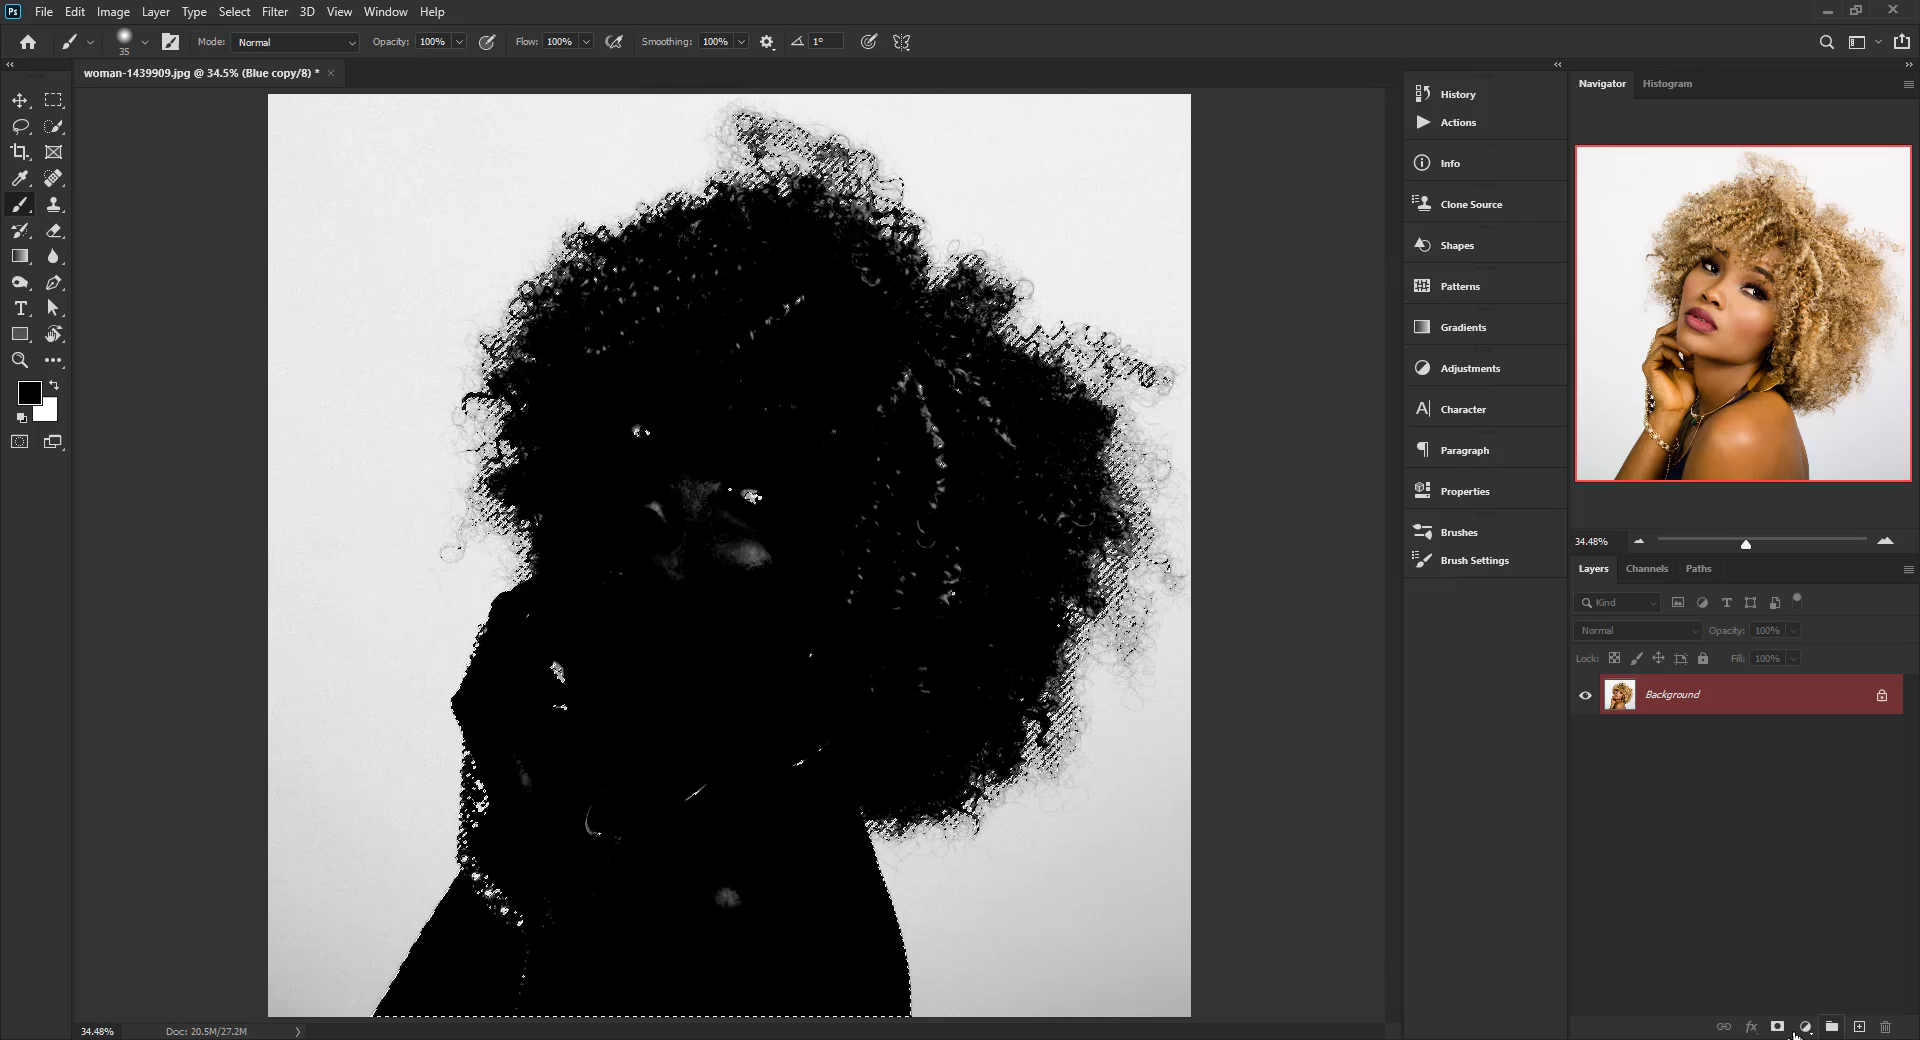 Ps File Edit Image Layer Type Select Filter 3D View Window Help
35 Mode: Normal Opacity: 100% Flow: 100% Smoothing: 100% 1°
woman-1439909.jpg @ 34.5% (Blue copy/8) * ×
History
Actions
Info
Clone Source
Shapes
Patterns
Gradients
Adjustments
Character
Paragraph
Properties
Brushes
Brush Settings
Navigator Histogram
34.48%
Layers Channels Paths
Kind
Normal Opacity: 100%
Lock: Fill: 100%
Background
fx
34.48% Doc: 20.5M/27.2M